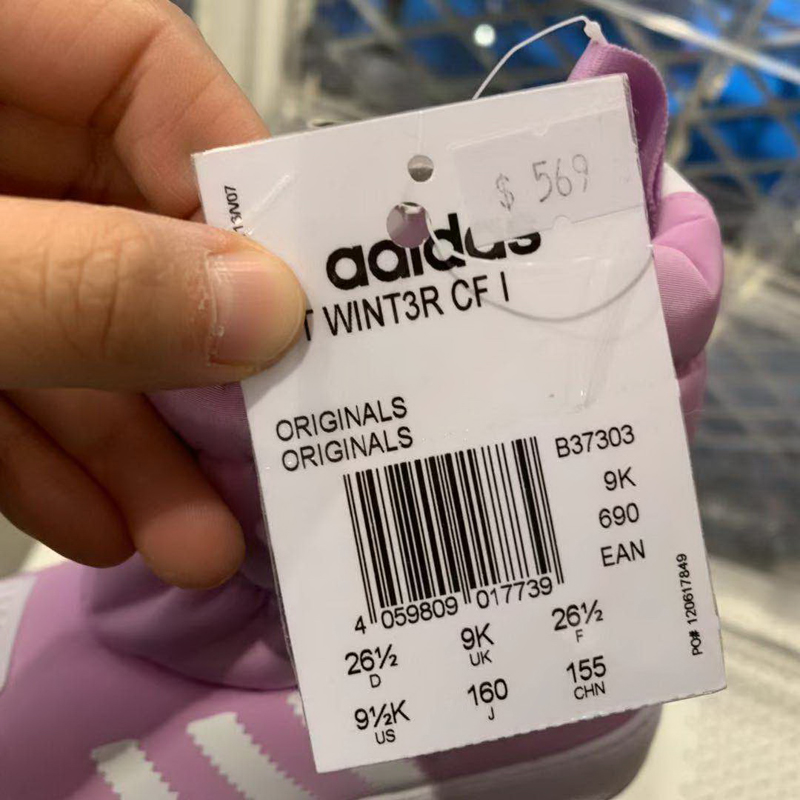 $ 569
adidas
T WINT3R CF I
ORIGINALS
ORIGINALS
B37303
9K
690
EAN
4 059809 017739
26½ D
9K UK
26½ F
9½K US
160 J
155 CHN
PO# 120617849